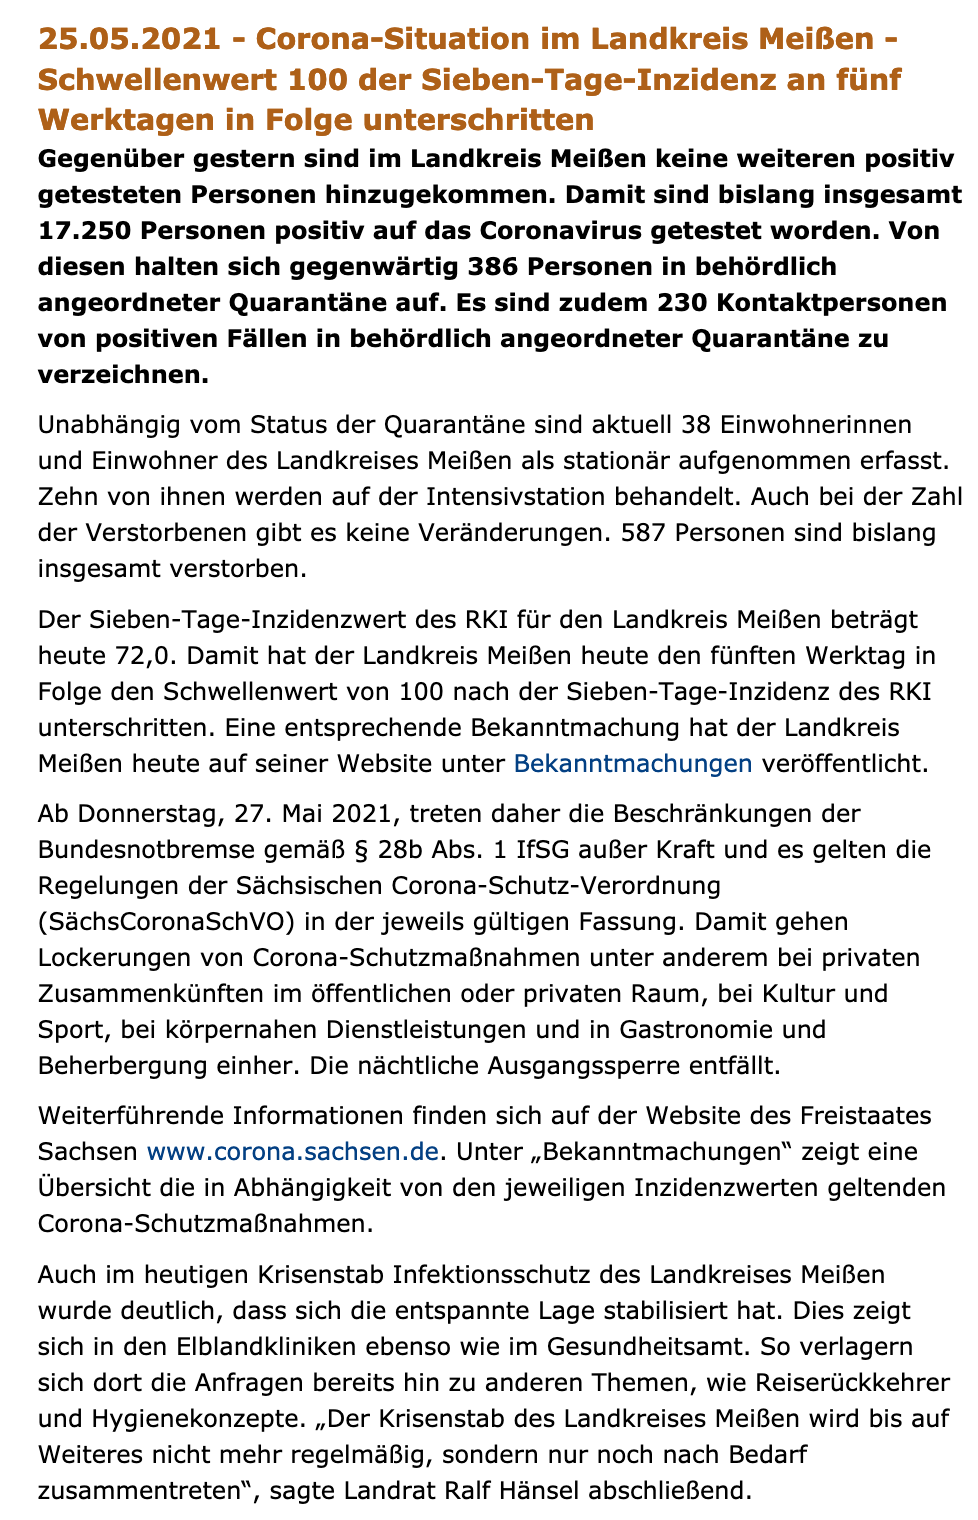 25.05.2021 - Corona-Situation im Landkreis Meißen -
Schwellenwert 100 der Sieben-Tage-Inzidenz an fünf
Werktagen in Folge unterschritten
Gegenüber gestern sind im Landkreis Meißen keine weiteren positiv
getesteten Personen hinzugekommen. Damit sind bislang insgesamt
17.250 Personen positiv auf das Coronavirus getestet worden. Von
diesen halten sich gegenwärtig 386 Personen in behördlich
angeordneter Quarantäne auf. Es sind zudem 230 Kontaktpersonen
von positiven Fällen in behördlich angeordneter Quarantäne zu
verzeichnen.
Unabhängig vom Status der Quarantäne sind aktuell 38 Einwohnerinnen
und Einwohner des Landkreises Meißen als stationär aufgenommen erfasst.
Zehn von ihnen werden auf der Intensivstation behandelt. Auch bei der Zahl
der Verstorbenen gibt es keine Veränderungen. 587 Personen sind bislang
insgesamt verstorben.
Der Sieben-Tage-Inzidenzwert des RKI für den Landkreis Meißen beträgt
heute 72,0. Damit hat der Landkreis Meißen heute den fünften Werktag in
Folge den Schwellenwert von 100 nach der Sieben-Tage-Inzidenz des RKI
unterschritten. Eine entsprechende Bekanntmachung hat der Landkreis
Meißen heute auf seiner Website unter Bekanntmachungen veröffentlicht.
Ab Donnerstag, 27. Mai 2021, treten daher die Beschränkungen der
Bundesnotbremse gemäß § 28b Abs. 1 IfSG außer Kraft und es gelten die
Regelungen der Sächsischen Corona-Schutz-Verordnung
(SächsCoronaSchVO) in der jeweils gültigen Fassung. Damit gehen
Lockerungen von Corona-Schutzmaßnahmen unter anderem bei privaten
Zusammenkünften im öffentlichen oder privaten Raum, bei Kultur und
Sport, bei körpernahen Dienstleistungen und in Gastronomie und
Beherbergung einher. Die nächtliche Ausgangssperre entfällt.
Weiterführende Informationen finden sich auf der Website des Freistaates
Sachsen www.corona.sachsen.de. Unter „Bekanntmachungen“ zeigt eine
Übersicht die in Abhängigkeit von den jeweiligen Inzidenzwerten geltenden
Corona-Schutzmaßnahmen.
Auch im heutigen Krisenstab Infektionsschutz des Landkreises Meißen
wurde deutlich, dass sich die entspannte Lage stabilisiert hat. Dies zeigt
sich in den Elblandkliniken ebenso wie im Gesundheitsamt. So verlagern
sich dort die Anfragen bereits hin zu anderen Themen, wie Reiserückkehrer
und Hygienekonzepte. „Der Krisenstab des Landkreises Meißen wird bis auf
Weiteres nicht mehr regelmäßig, sondern nur noch nach Bedarf
zusammentreten“, sagte Landrat Ralf Hänsel abschließend.